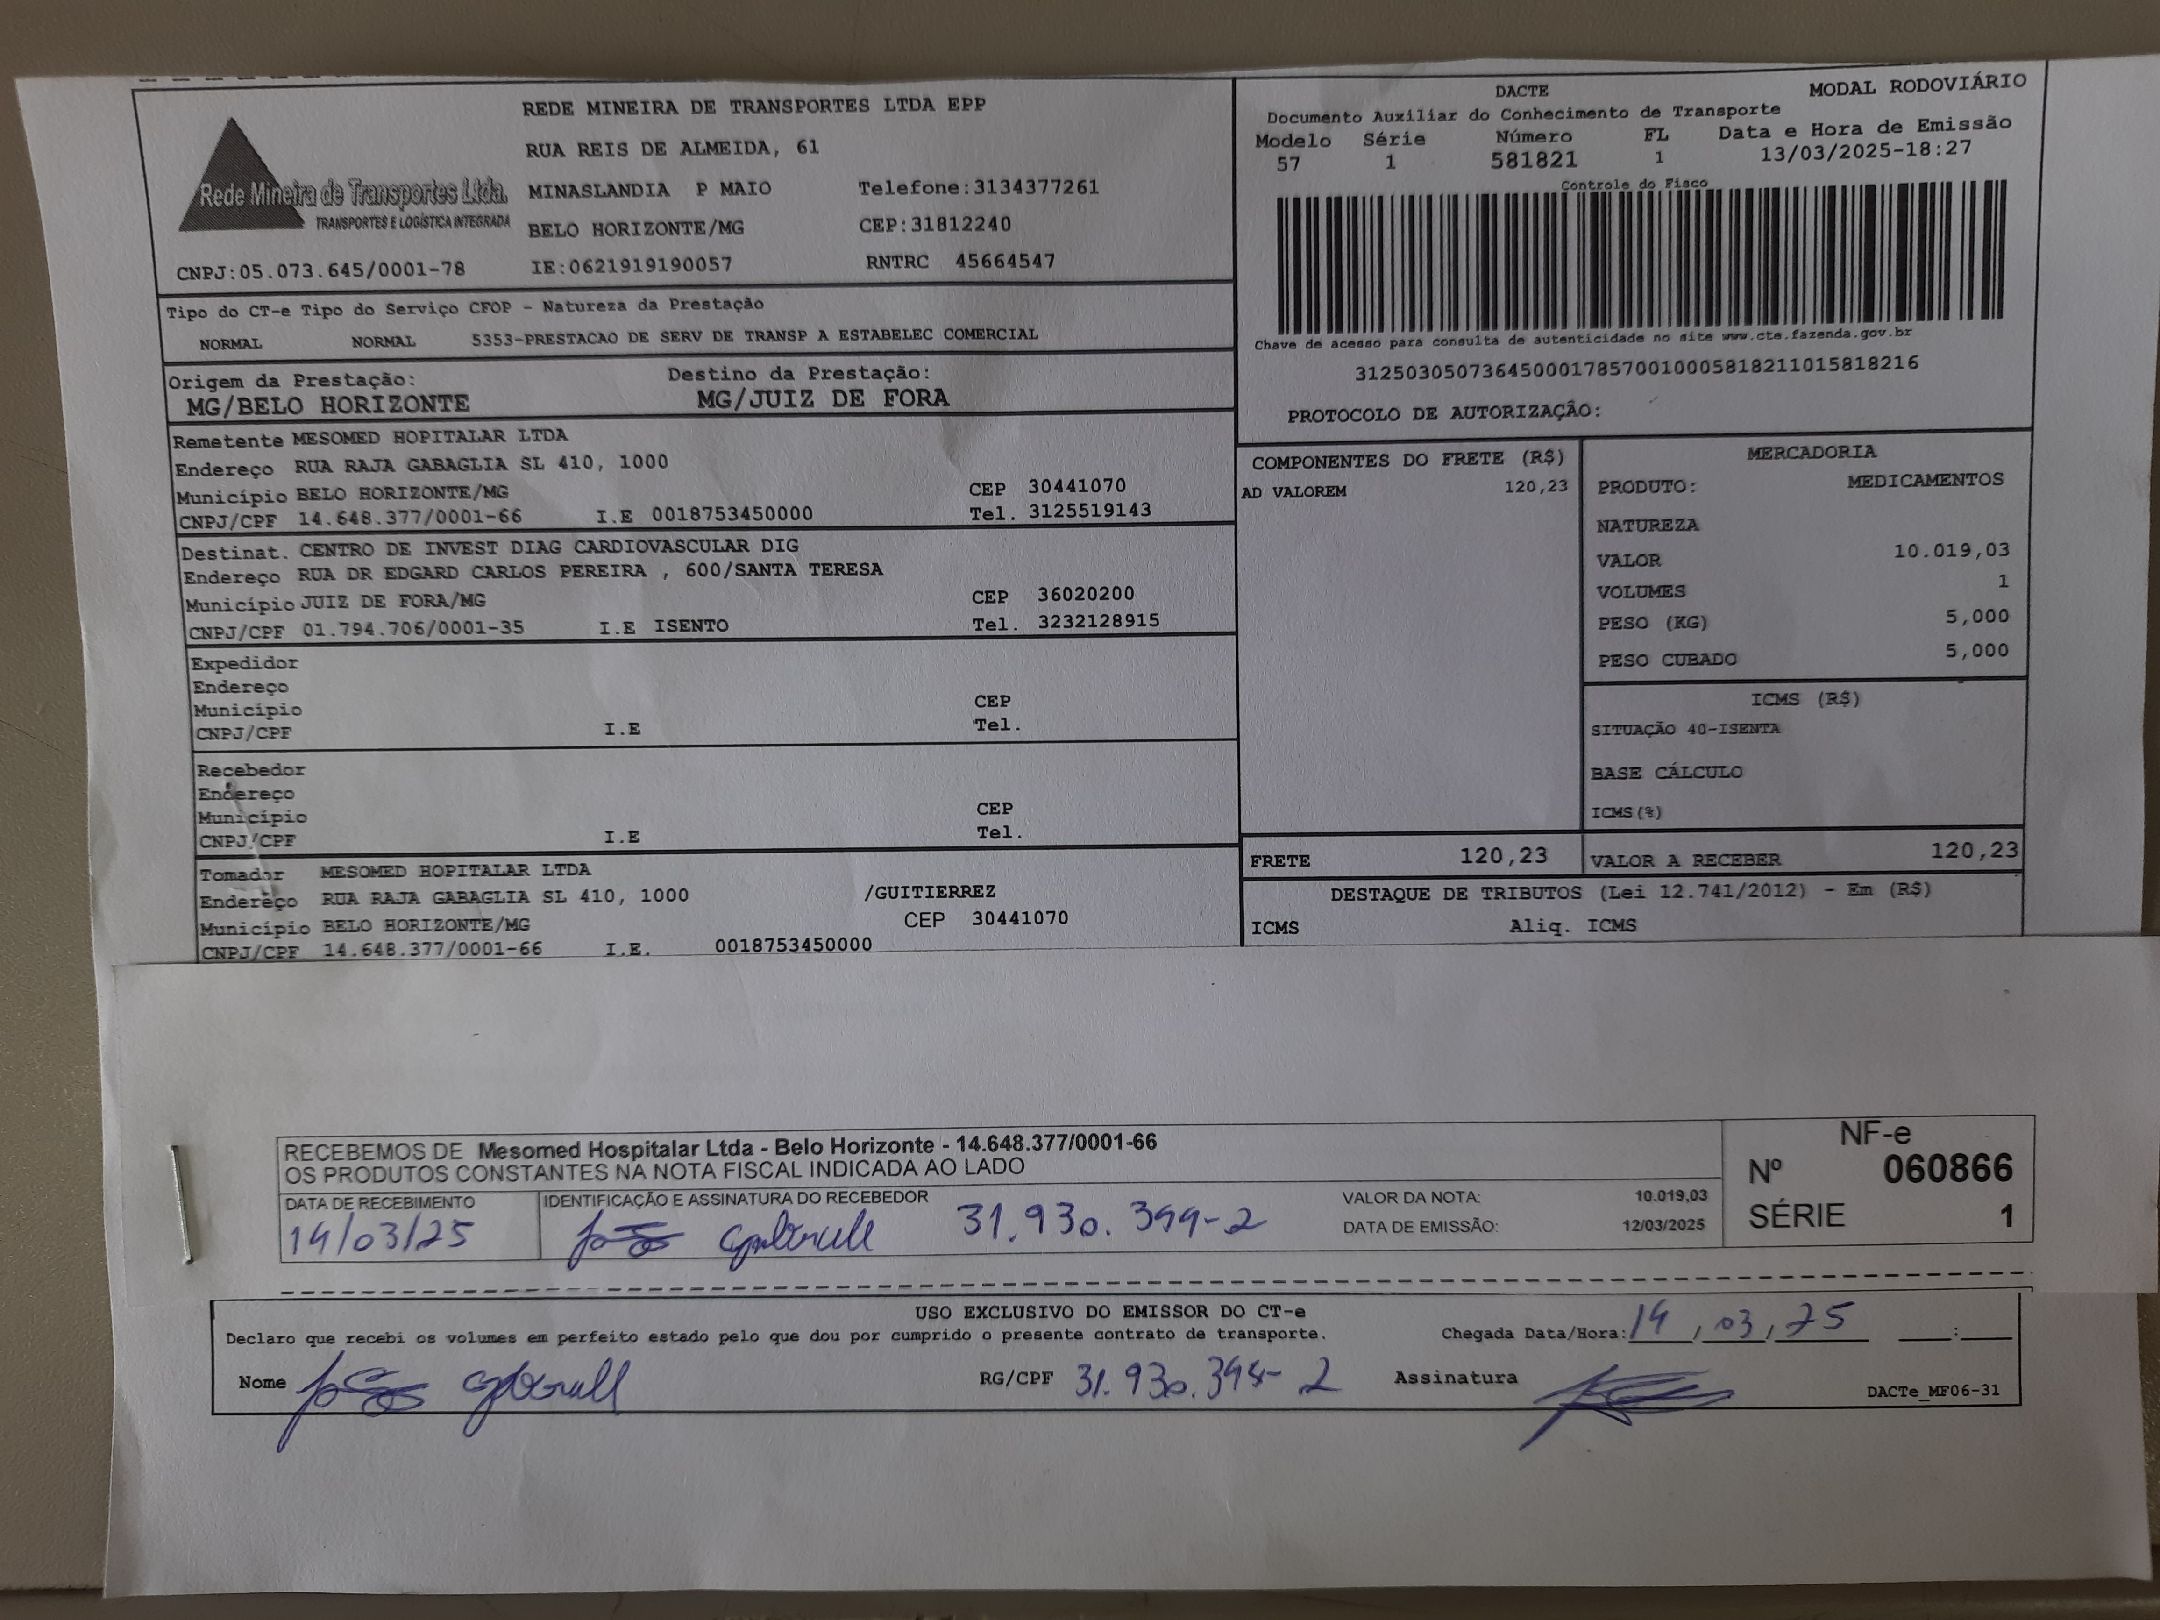 REDE MINEIRA DE TRANSPORTES LTDA EPP
RUA REIS DE ALMEIDA, 61
MINASLANDIA P MAIO Telefone:3134377261
BELO HORIZONTE/MG CEP:31812240
Rede Mineira de Transportes Ltda.
TRANSPORTES E LOGÍSTICA INTEGRADA
CNPJ:05.073.645/0001-78 IE:0621919190057 RNTRC 45664547
DACTE MODAL RODOVIÁRIO
Documento Auxiliar do Conhecimento de Transporte
Modelo Série Número FL Data e Hora de Emissão
57 1 581821 1 13/03/2025-18:27
Controle do Fisco
Chave de acesso para consulta de autenticidade no site www.cte.fazenda.gov.br
31250305073645000178570010005818211015818216
PROTOCOLO DE AUTORIZAÇÃO:
Tipo do CT-e Tipo do Serviço CFOP - Natureza da Prestação
NORMAL NORMAL 5353-PRESTACAO DE SERV DE TRANSP A ESTABELEC COMERCIAL
Origem da Prestação: Destino da Prestação:
MG/BELO HORIZONTE MG/JUIZ DE FORA
Remetente MESOMED HOPITALAR LTDA
Endereço RUA RAJA GABAGLIA SL 410, 1000
Município BELO HORIZONTE/MG CEP 30441070
CNPJ/CPF 14.648.377/0001-66 I.E 0018753450000 Tel. 3125519143
Destinat. CENTRO DE INVEST DIAG CARDIOVASCULAR DIG
Endereço RUA DR EDGARD CARLOS PEREIRA , 600/SANTA TERESA
Município JUIZ DE FORA/MG CEP 36020200
CNPJ/CPF 01.794.706/0001-35 I.E ISENTO Tel. 3232128915
Expedidor
Endereço
Município CEP
CNPJ/CPF I.E Tel.
Recebedor
Endereço
Município CEP
CNPJ/CPF I.E Tel.
Tomador MESOMED HOPITALAR LTDA
Endereço RUA RAJA GABAGLIA SL 410, 1000 /GUITIERREZ
Município BELO HORIZONTE/MG CEP 30441070
CNPJ/CPF 14.648.377/0001-66 I.E. 0018753450000
COMPONENTES DO FRETE (R$)
AD VALOREM 120,23
MERCADORIA
PRODUTO: MEDICAMENTOS
NATUREZA
VALOR 10.019,03
VOLUMES 1
PESO (KG) 5,000
PESO CUBADO 5,000
ICMS (R$)
SITUAÇÃO 40-ISENTA
BASE CÁLCULO
ICMS(%)
FRETE 120,23 VALOR A RECEBER 120,23
DESTAQUE DE TRIBUTOS (Lei 12.741/2012) - Em (R$)
ICMS Aliq. ICMS
RECEBEMOS DE Mesomed Hospitalar Ltda - Belo Horizonte - 14.648.377/0001-66
OS PRODUTOS CONSTANTES NA NOTA FISCAL INDICADA AO LADO
DATA DE RECEBIMENTO IDENTIFICAÇÃO E ASSINATURA DO RECEBEDOR VALOR DA NOTA: 10.019,03
14/03/25 31.930.399-2 DATA DE EMISSÃO: 12/03/2025
NF-e
Nº 060866
SÉRIE 1
USO EXCLUSIVO DO EMISSOR DO CT-e
Declaro que recebi os volumes em perfeito estado pelo que dou por cumprido o presente contrato de transporte. Chegada Data/Hora: 14 / 03 / 25 ___:___
Nome RG/CPF Assinatura
DACTe_MF06-31